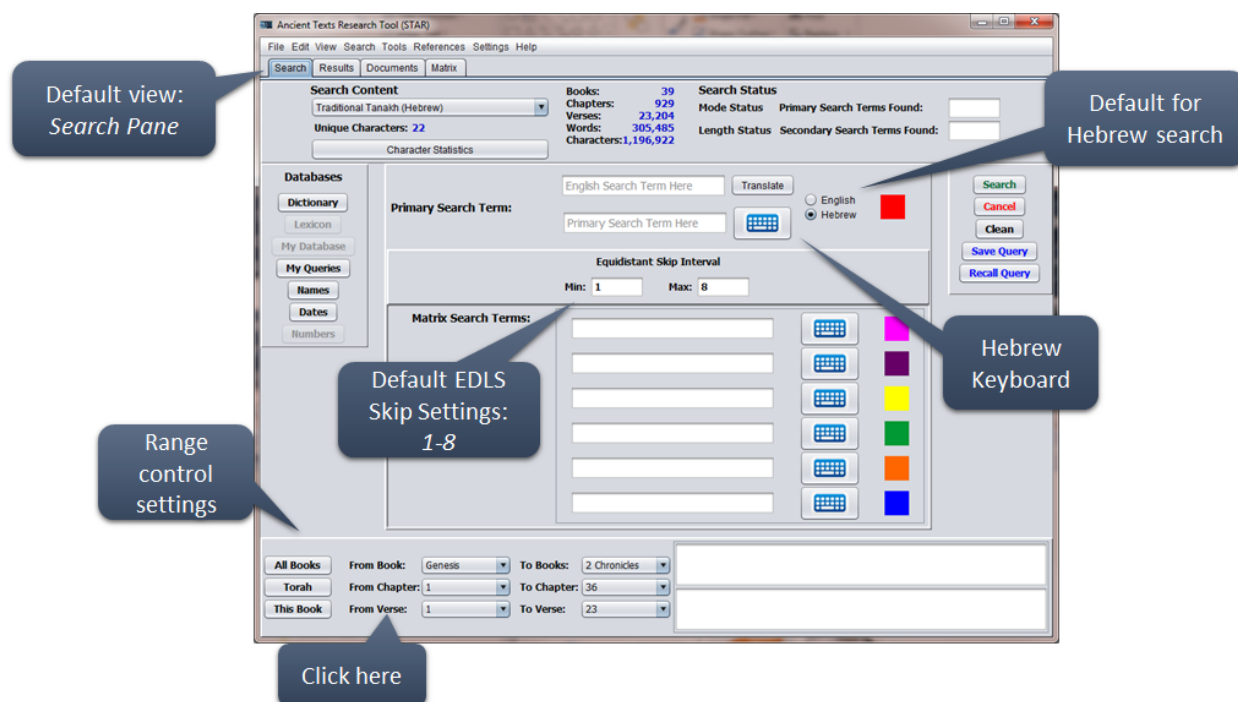 Ancient Texts Research Tool (STAR)
File Edit View Search Tools References Settings Help
Search Results Documents Matrix
Default view:
Search Pane
Search Content
Traditional Tanakh (Hebrew)
Unique Characters: 22
Character Statistics
Books: 39
Chapters: 929
Verses: 23,204
Words: 305,485
Characters:1,196,922
Search Status
Mode Status Primary Search Terms Found:
Length Status Secondary Search Terms Found:
Default for
Hebrew search
Databases
Dictionary
Lexicon
My Database
My Queries
Names
Dates
Numbers
Primary Search Term:
English Search Term Here
Translate
Primary Search Term Here
English
Hebrew
Search
Cancel
Clean
Save Query
Recall Query
Equidistant Skip Interval
Min: 1 Max: 8
Matrix Search Terms:
Hebrew
Keyboard
Default EDLS
Skip Settings:
1-8
Range
control
settings
All Books From Book: Genesis To Books: 2 Chronicles
Torah From Chapter: 1 To Chapter: 36
This Book From Verse: 1 To Verse: 23
Click here